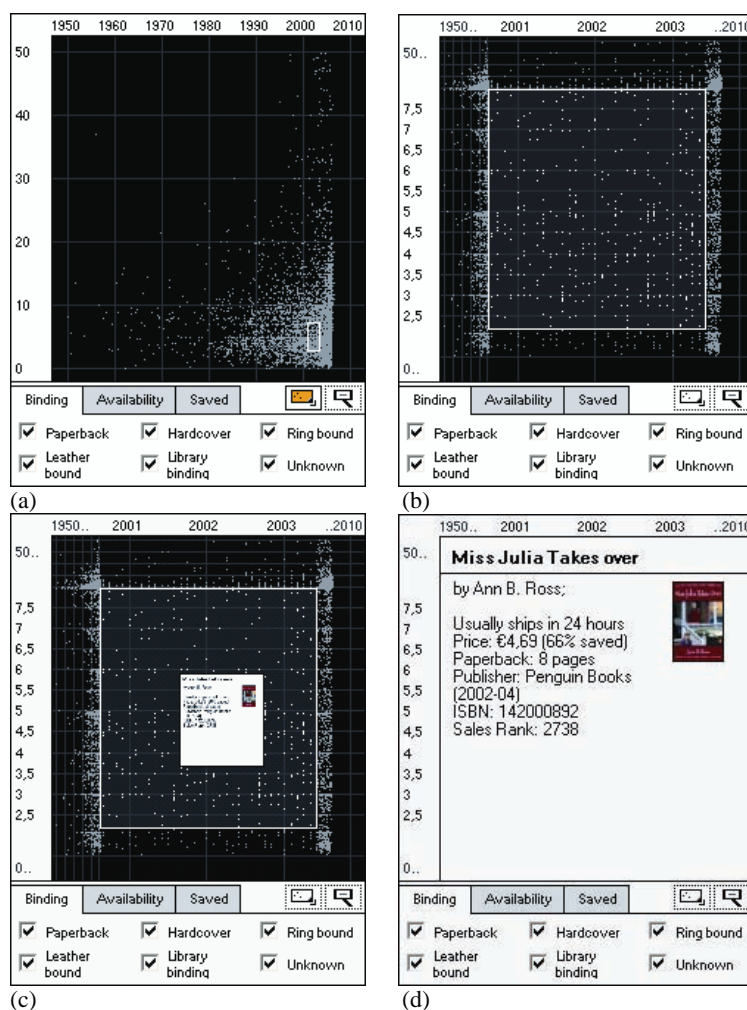 1950 1960 1970 1980 1990 2000 2010
50
40
30
20
10
0
Binding Availability Saved
Paperback Hardcover Ring bound
Leather bound Library binding Unknown
(a)
1950.. 2001 2002 2003 ..2010
50..
7,5
7
6,5
6
5,5
5
4,5
4
3,5
3
2,5
0..
Binding Availability Saved
Paperback Hardcover Ring bound
Leather bound Library binding Unknown
(b)
1950.. 2001 2002 2003 ..2010
50..
7,5
7
6,5
6
5,5
5
4,5
4
3,5
3
2,5
0..
Miss Julia Takes over
Binding Availability Saved
Paperback Hardcover Ring bound
Leather bound Library binding Unknown
(c)
1950.. 2001 2002 2003 ..2010
50..
7,5
7
6,5
6
5,5
5
4,5
4
3,5
3
2,5
0..
Miss Julia Takes over
by Ann B. Ross;
Usually ships in 24 hours
Price: €4,69 (66% saved)
Paperback: 8 pages
Publisher: Penguin Books
(2002-04)
ISBN: 142000892
Sales Rank: 2738
Binding Availability Saved
Paperback Hardcover Ring bound
Leather bound Library binding Unknown
(d)